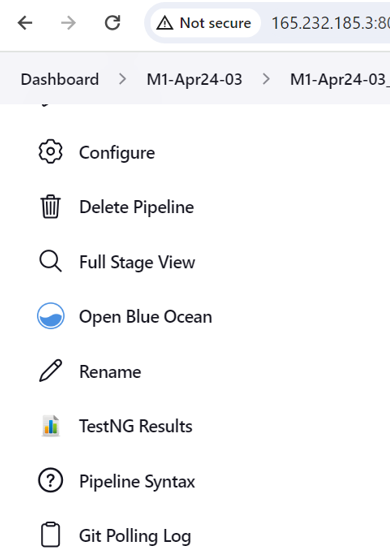 Not secure 165.232.185.3:80
Dashboard > M1-Apr24-03 > M1-Apr24-03_
Configure
Delete Pipeline
Full Stage View
Open Blue Ocean
Rename
TestNG Results
Pipeline Syntax
Git Polling Log